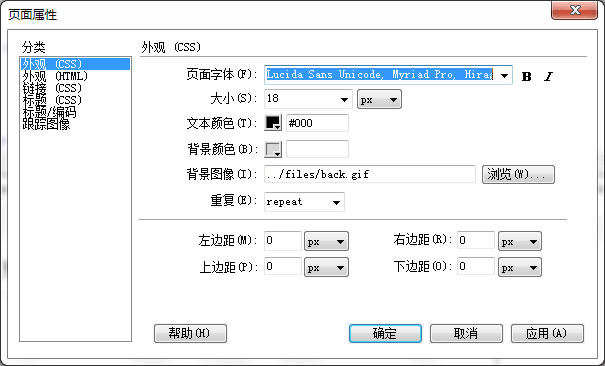 页面属性
分类
外观 (CSS)
外观 (HTML)
链接 (CSS)
标题 (CSS)
标题/编码
跟踪图像
外观 (CSS)
页面字体(F): Lucida Sans Unicode, Myriad Pro, Hira B I
大小(S): 18 px
文本颜色(T): #000
背景颜色(B):
背景图像(I): ../files/back.gif 浏览(W)...
重复(E): repeat
左边距(M): 0 px 右边距(R): 0 px
上边距(P): 0 px 下边距(O): 0 px
帮助(H) 确定 取消 应用(A)